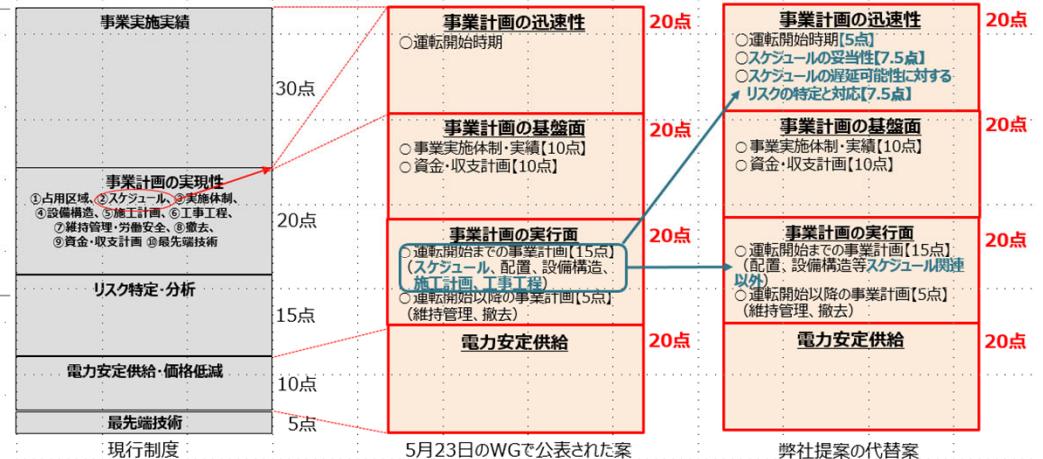 事業実施実績
30点
事業計画の実現性
①占用区域、②スケジュール、③実施体制、
④設備構造、⑤施工計画、⑥工事工程、
⑦維持管理・労働安全、⑧撤去、
⑨資金・収支計画 ⑩最先端技術
20点
リスク特定・分析
15点
電力安定供給・価格低減
10点
最先端技術
5点
現行制度
事業計画の迅速性
20点
○運転開始時期
事業計画の基盤面
20点
○事業実施体制・実績【10点】
○資金・収支計画【10点】
事業計画の実行面
20点
○運転開始までの事業計画【15点】
（スケジュール、配置、設備構造、
施工計画、工事工程）
○運転開始以降の事業計画【5点】
（維持管理、撤去）
電力安定供給
20点
5月23日のWGで公表された案
事業計画の迅速性
20点
○運転開始時期【5点】
○スケジュールの妥当性【7.5点】
○スケジュールの遅延可能性に対する
リスクの特定と対応【7.5点】
事業計画の基盤面
20点
○事業実施体制・実績【10点】
○資金・収支計画【10点】
事業計画の実行面
20点
○運転開始までの事業計画【15点】
（配置、設備構造等スケジュール関連
以外）
○運転開始以降の事業計画【5点】
（維持管理、撤去）
電力安定供給
20点
弊社提案の代替案